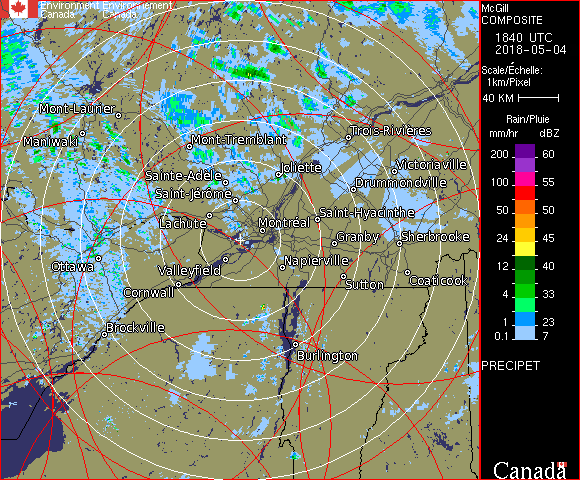 Environment Environnement
Canada Canada
Mont-Laurier
Maniwaki
Mont-Tremblant
Trois-Rivières
Joliette
Victoriaville
Sainte-Adèle
Drummondville
Saint-Jérôme
Lachute
Saint-Hyacinthe
Montréal
Granby
Sherbrooke
Ottawa
Valleyfield
Napierville
Coaticook
Cornwall
Sutton
Brockville
Burlington
McGill
COMPOSITE
1840 UTC
2018-05-04
Scale/Échelle:
1km/Pixel
40 KM
Rain/Pluie
mm/hr dBZ
200 60
100 55
50 50
24 45
12 40
4 33
1 23
0.1 7
PRECIPET
Canada